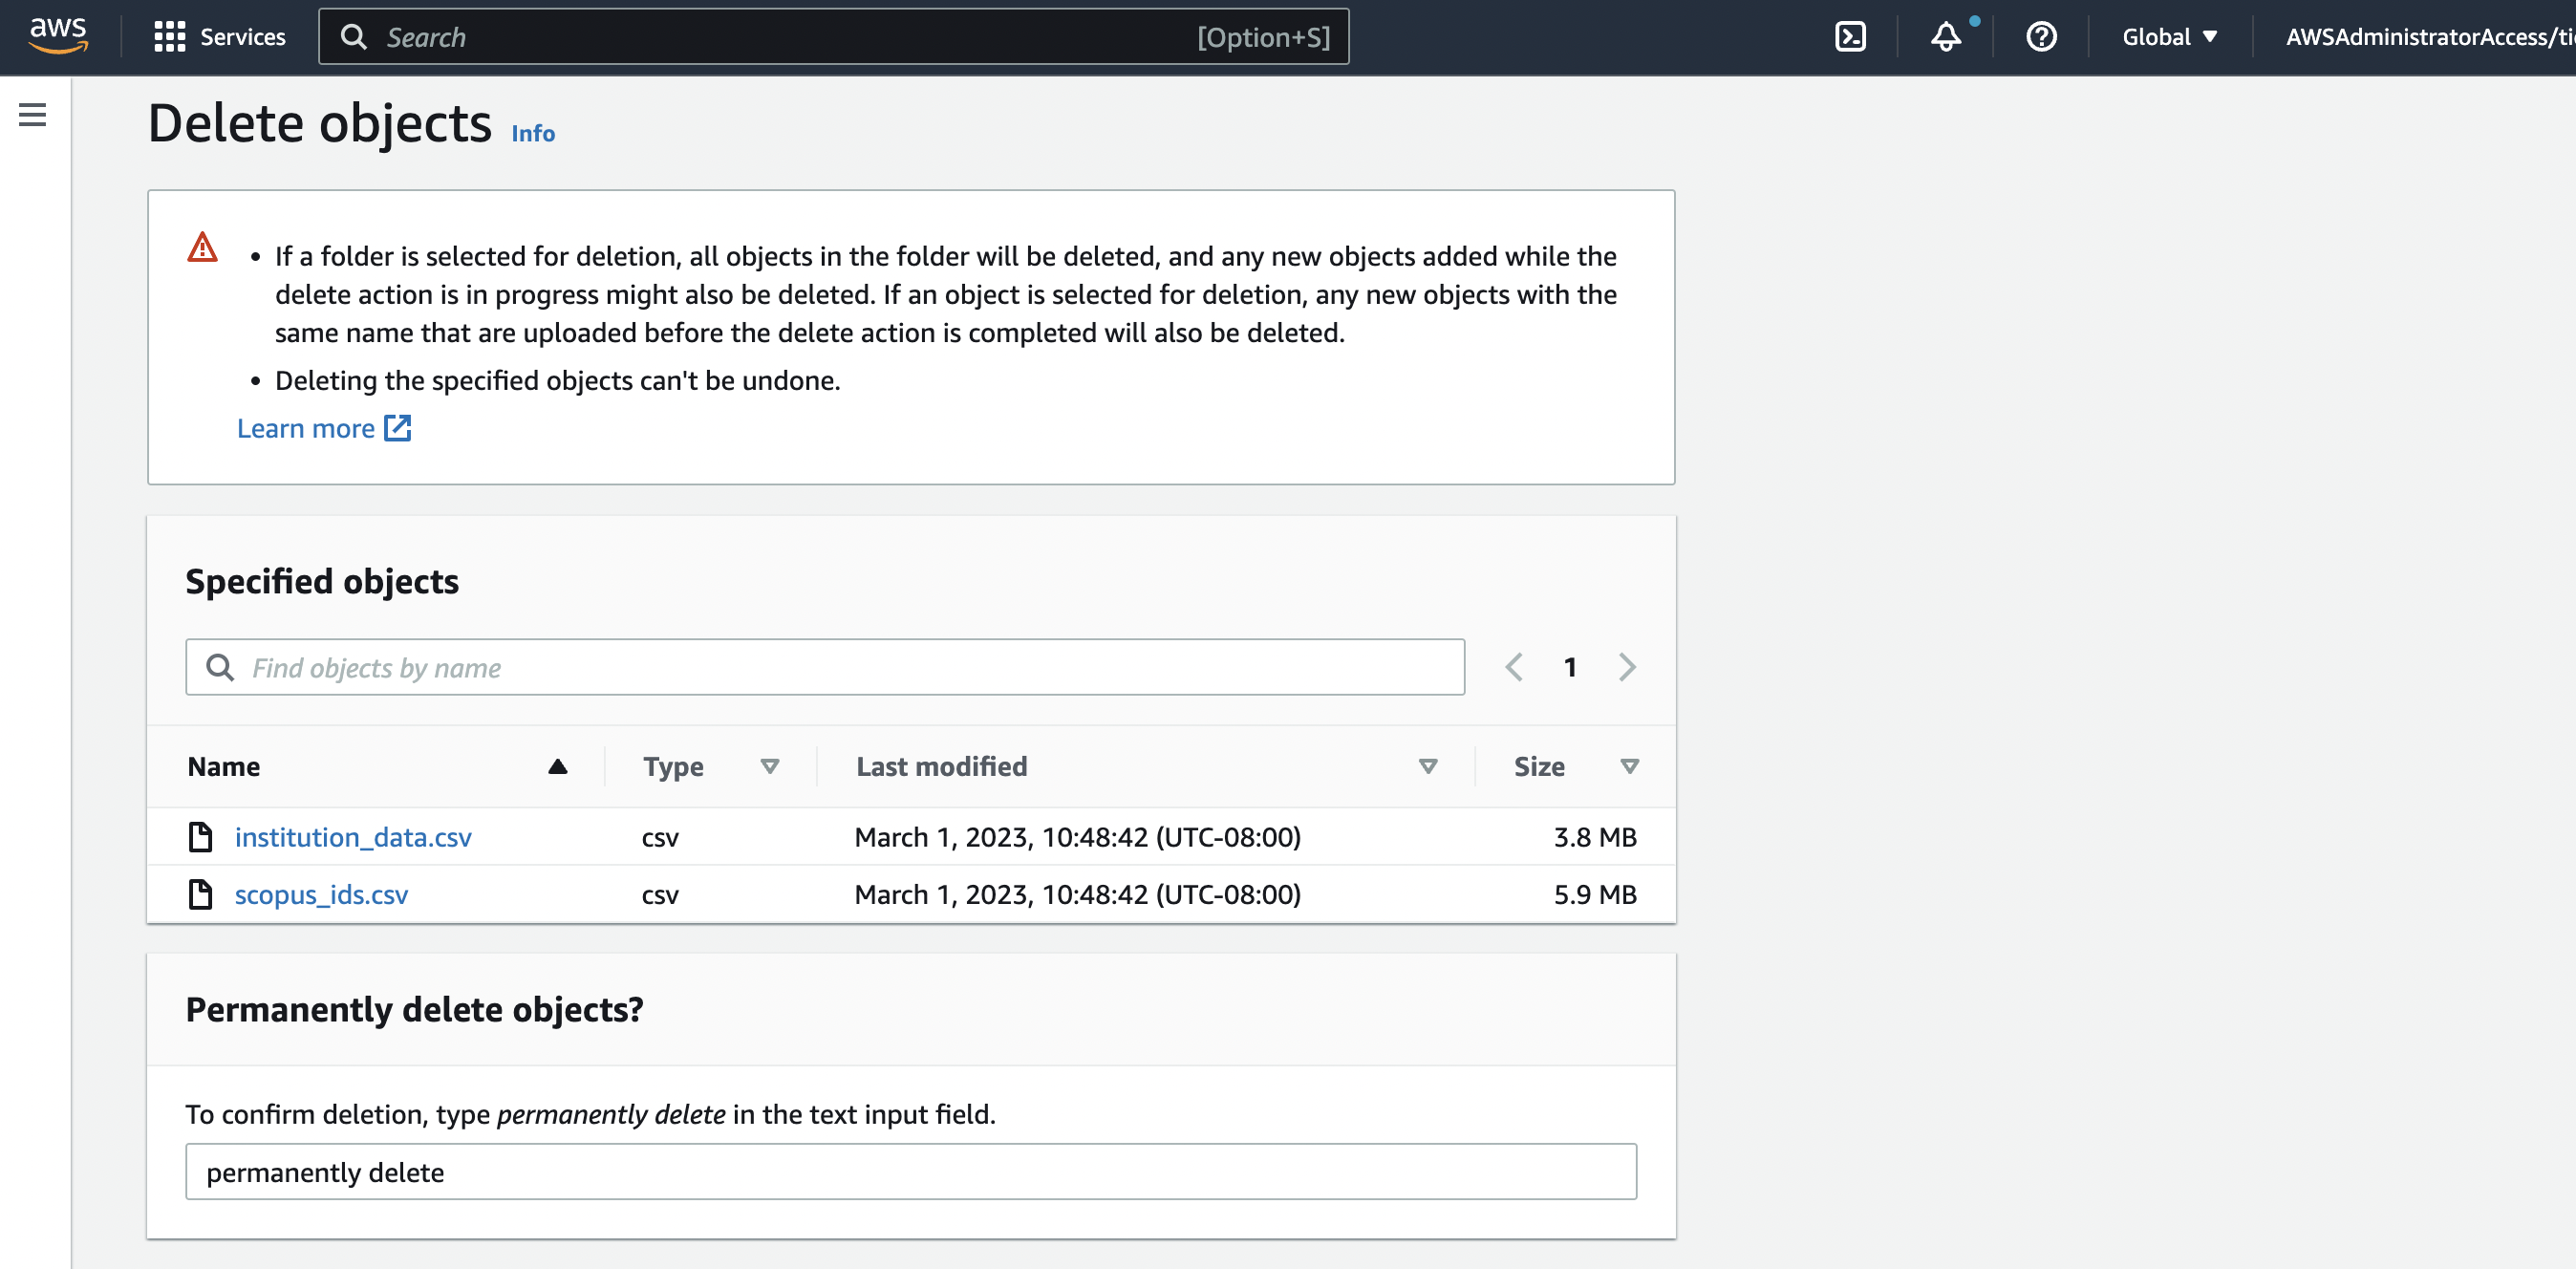 aws Services Search [Option+S] Global AWSAdministratorAccess/ti
Delete objects Info
• If a folder is selected for deletion, all objects in the folder will be deleted, and any new objects added while the
delete action is in progress might also be deleted. If an object is selected for deletion, any new objects with the
same name that are uploaded before the delete action is completed will also be deleted.
• Deleting the specified objects can't be undone.
Learn more
Specified objects
Find objects by name 1
Name Type Last modified Size
institution_data.csv csv March 1, 2023, 10:48:42 (UTC-08:00) 3.8 MB
scopus_ids.csv csv March 1, 2023, 10:48:42 (UTC-08:00) 5.9 MB
Permanently delete objects?
To confirm deletion, type permanently delete in the text input field.
permanently delete